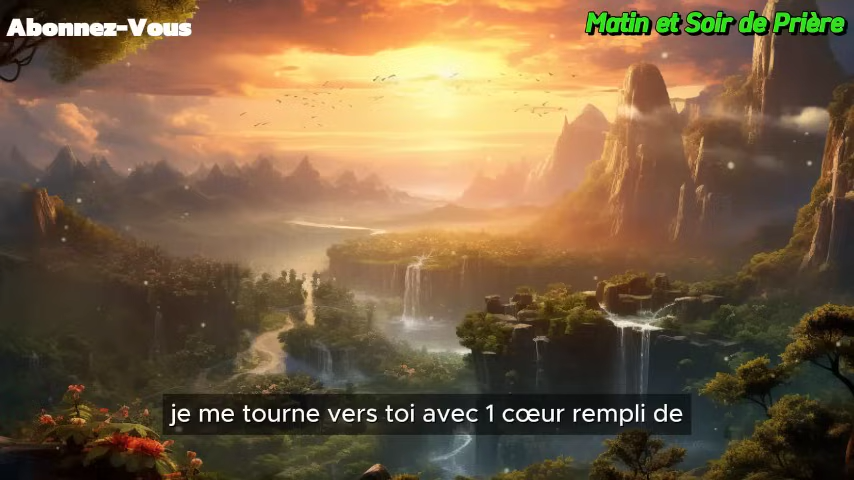 Abonnez-Vous
Matin et Soir de Prière
je me tourne vers toi avec 1 cœur rempli de